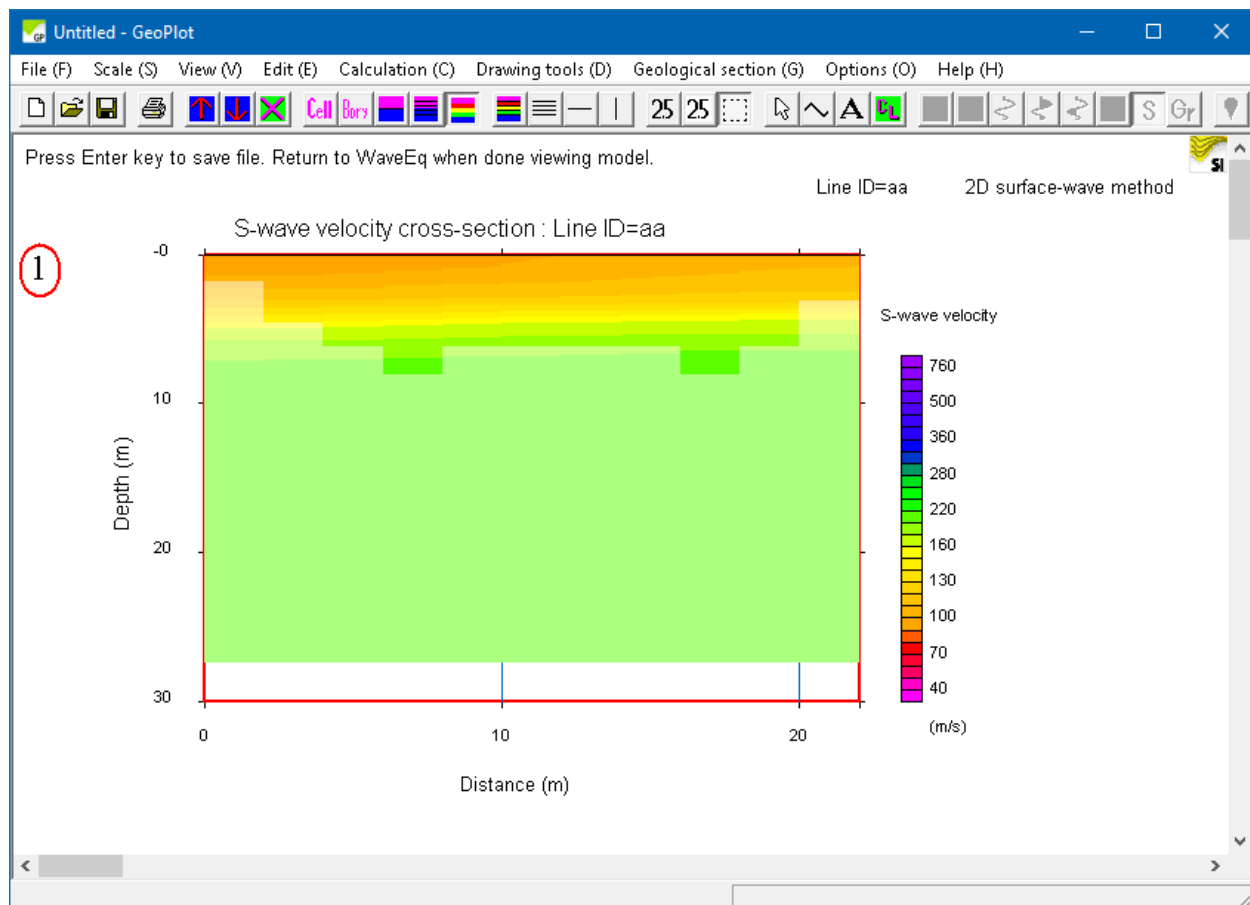 Untitled - GeoPlot
File (F) Scale (S) View (V) Edit (E) Calculation (C) Drawing tools (D) Geological section (G) Options (O) Help (H)
Cell Bory 25 25 A CL S Gr
Press Enter key to save file. Return to WaveEq when done viewing model.
SI
Line ID=aa 2D surface-wave method
S-wave velocity cross-section : Line ID=aa
1
-0
10
20
30
Depth (m)
0 10 20
Distance (m)
S-wave velocity
760
500
360
280
220
160
130
100
70
40
(m/s)